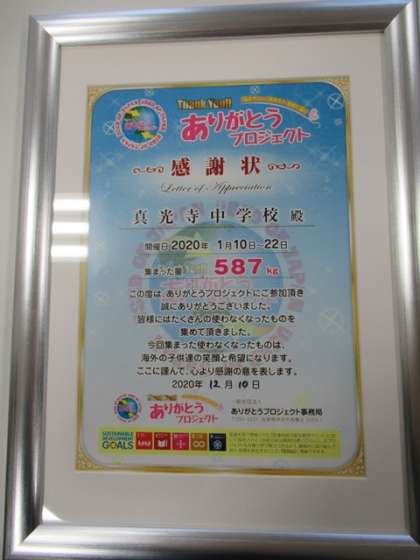 Thank You!!
ありがとう
プロジェクト
感謝状
Letter of Appreciation
真光寺中学校 殿
開催日2020年 1月10日~22日
集まった量 587 kg
この度は、ありがとうプロジェクトにご参加頂き
誠にありがとうございました。
皆様にはたくさんの使わなくなったものを
集めて頂きました。
今回集まった使わなくなったものは、
海外の子供達の笑顔と希望になります。
ここに謹んで、心より感謝の意を表します。
2020年 12月 10日
ありがとう
プロジェクト
一般社団法人
ありがとうプロジェクト事務局
SUSTAINABLE
DEVELOPMENT
GOALS